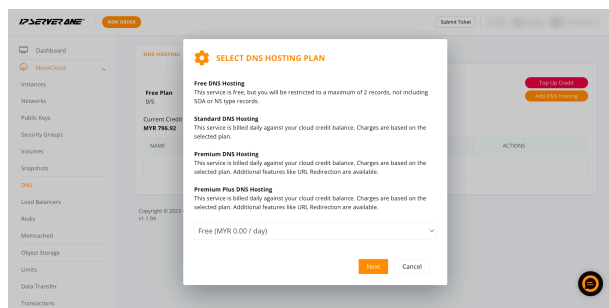 IPSERVERONE
NEW ORDER
Submit Ticket
Dashboard
NovaCloud
Instances
Networks
Public Keys
Security Groups
Volumes
Snapshots
DNS
Load Balancers
Redis
Memcached
Object Storage
Limits
Data Transfer
Transactions
DNS HOSTING
Free Plan
0/5
Current Credit
MYR 796.92
NAME
Copyright © 2023
v1.1.94
SELECT DNS HOSTING PLAN
Free DNS Hosting
This service is free, but you will be restricted to a maximum of 2 records, not including
SOA or NS type records.
Standard DNS Hosting
This service is billed daily against your cloud credit balance. Charges are based on the
selected plan.
Premium DNS Hosting
This service is billed daily against your cloud credit balance. Charges are based on the
selected plan. Additional features like URL Redirection are available.
Premium Plus DNS Hosting
This service is billed daily against your cloud credit balance. Charges are based on the
selected plan. Additional features like URL Redirection are available.
Free (MYR 0.00 / day)
Next
Cancel
Top Up Credit
Add DNS Hosting
ACTIONS